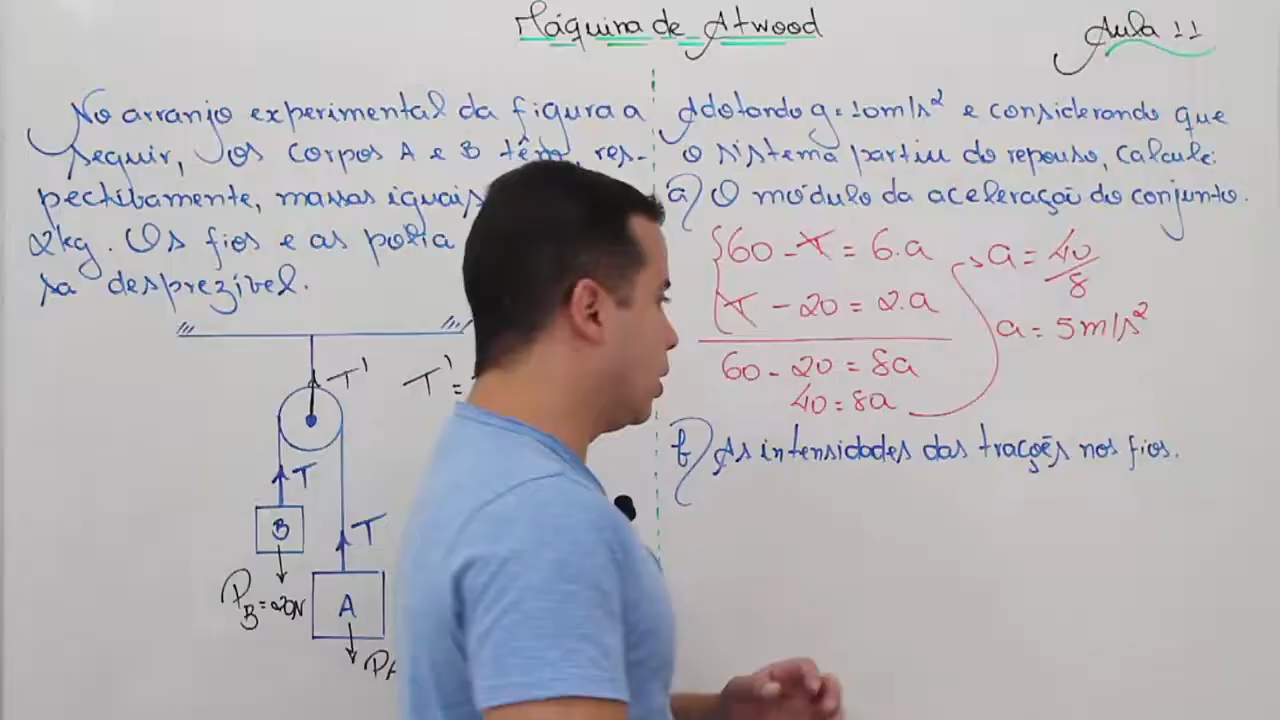 Máquina de Atwood
Aula 11
No arranjo experimental da figura a
seguir, os corpos A e B têm, res-
pectibamente, massas iguais
2kg. Os fios e as polia
sa desprezível.
T'
T' =
T
B
T
P_B = 20N
A
Adotando g = 10m/s² e considerando que
o sistema partiu do repouso, calcule:
a) O módulo da aceleração do conjunto.
60 - T = 6.a
T - 20 = 2.a
60 - 20 = 8a
40 = 8a
a = 40/8
a = 5m/s²
b) As intensidades das trações nos fios.